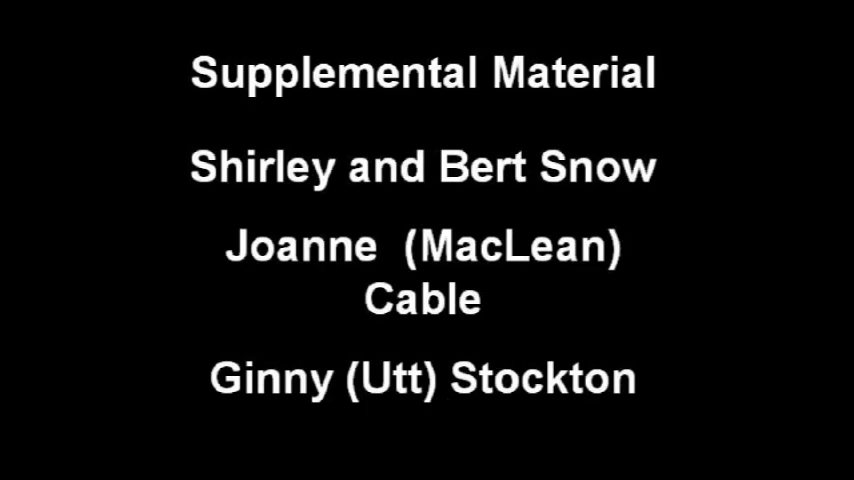 Supplemental Material
Shirley and Bert Snow
Joanne (MacLean)
Cable
Ginny (Utt) Stockton